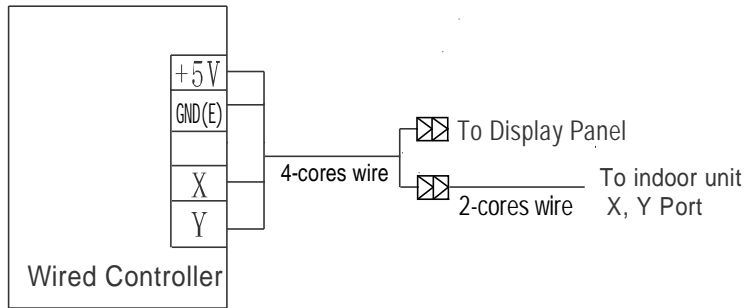 +5V
GND(E)
X
Y
Wired Controller
4-cores wire
To Display Panel
2-cores wire
To indoor unit
X, Y Port